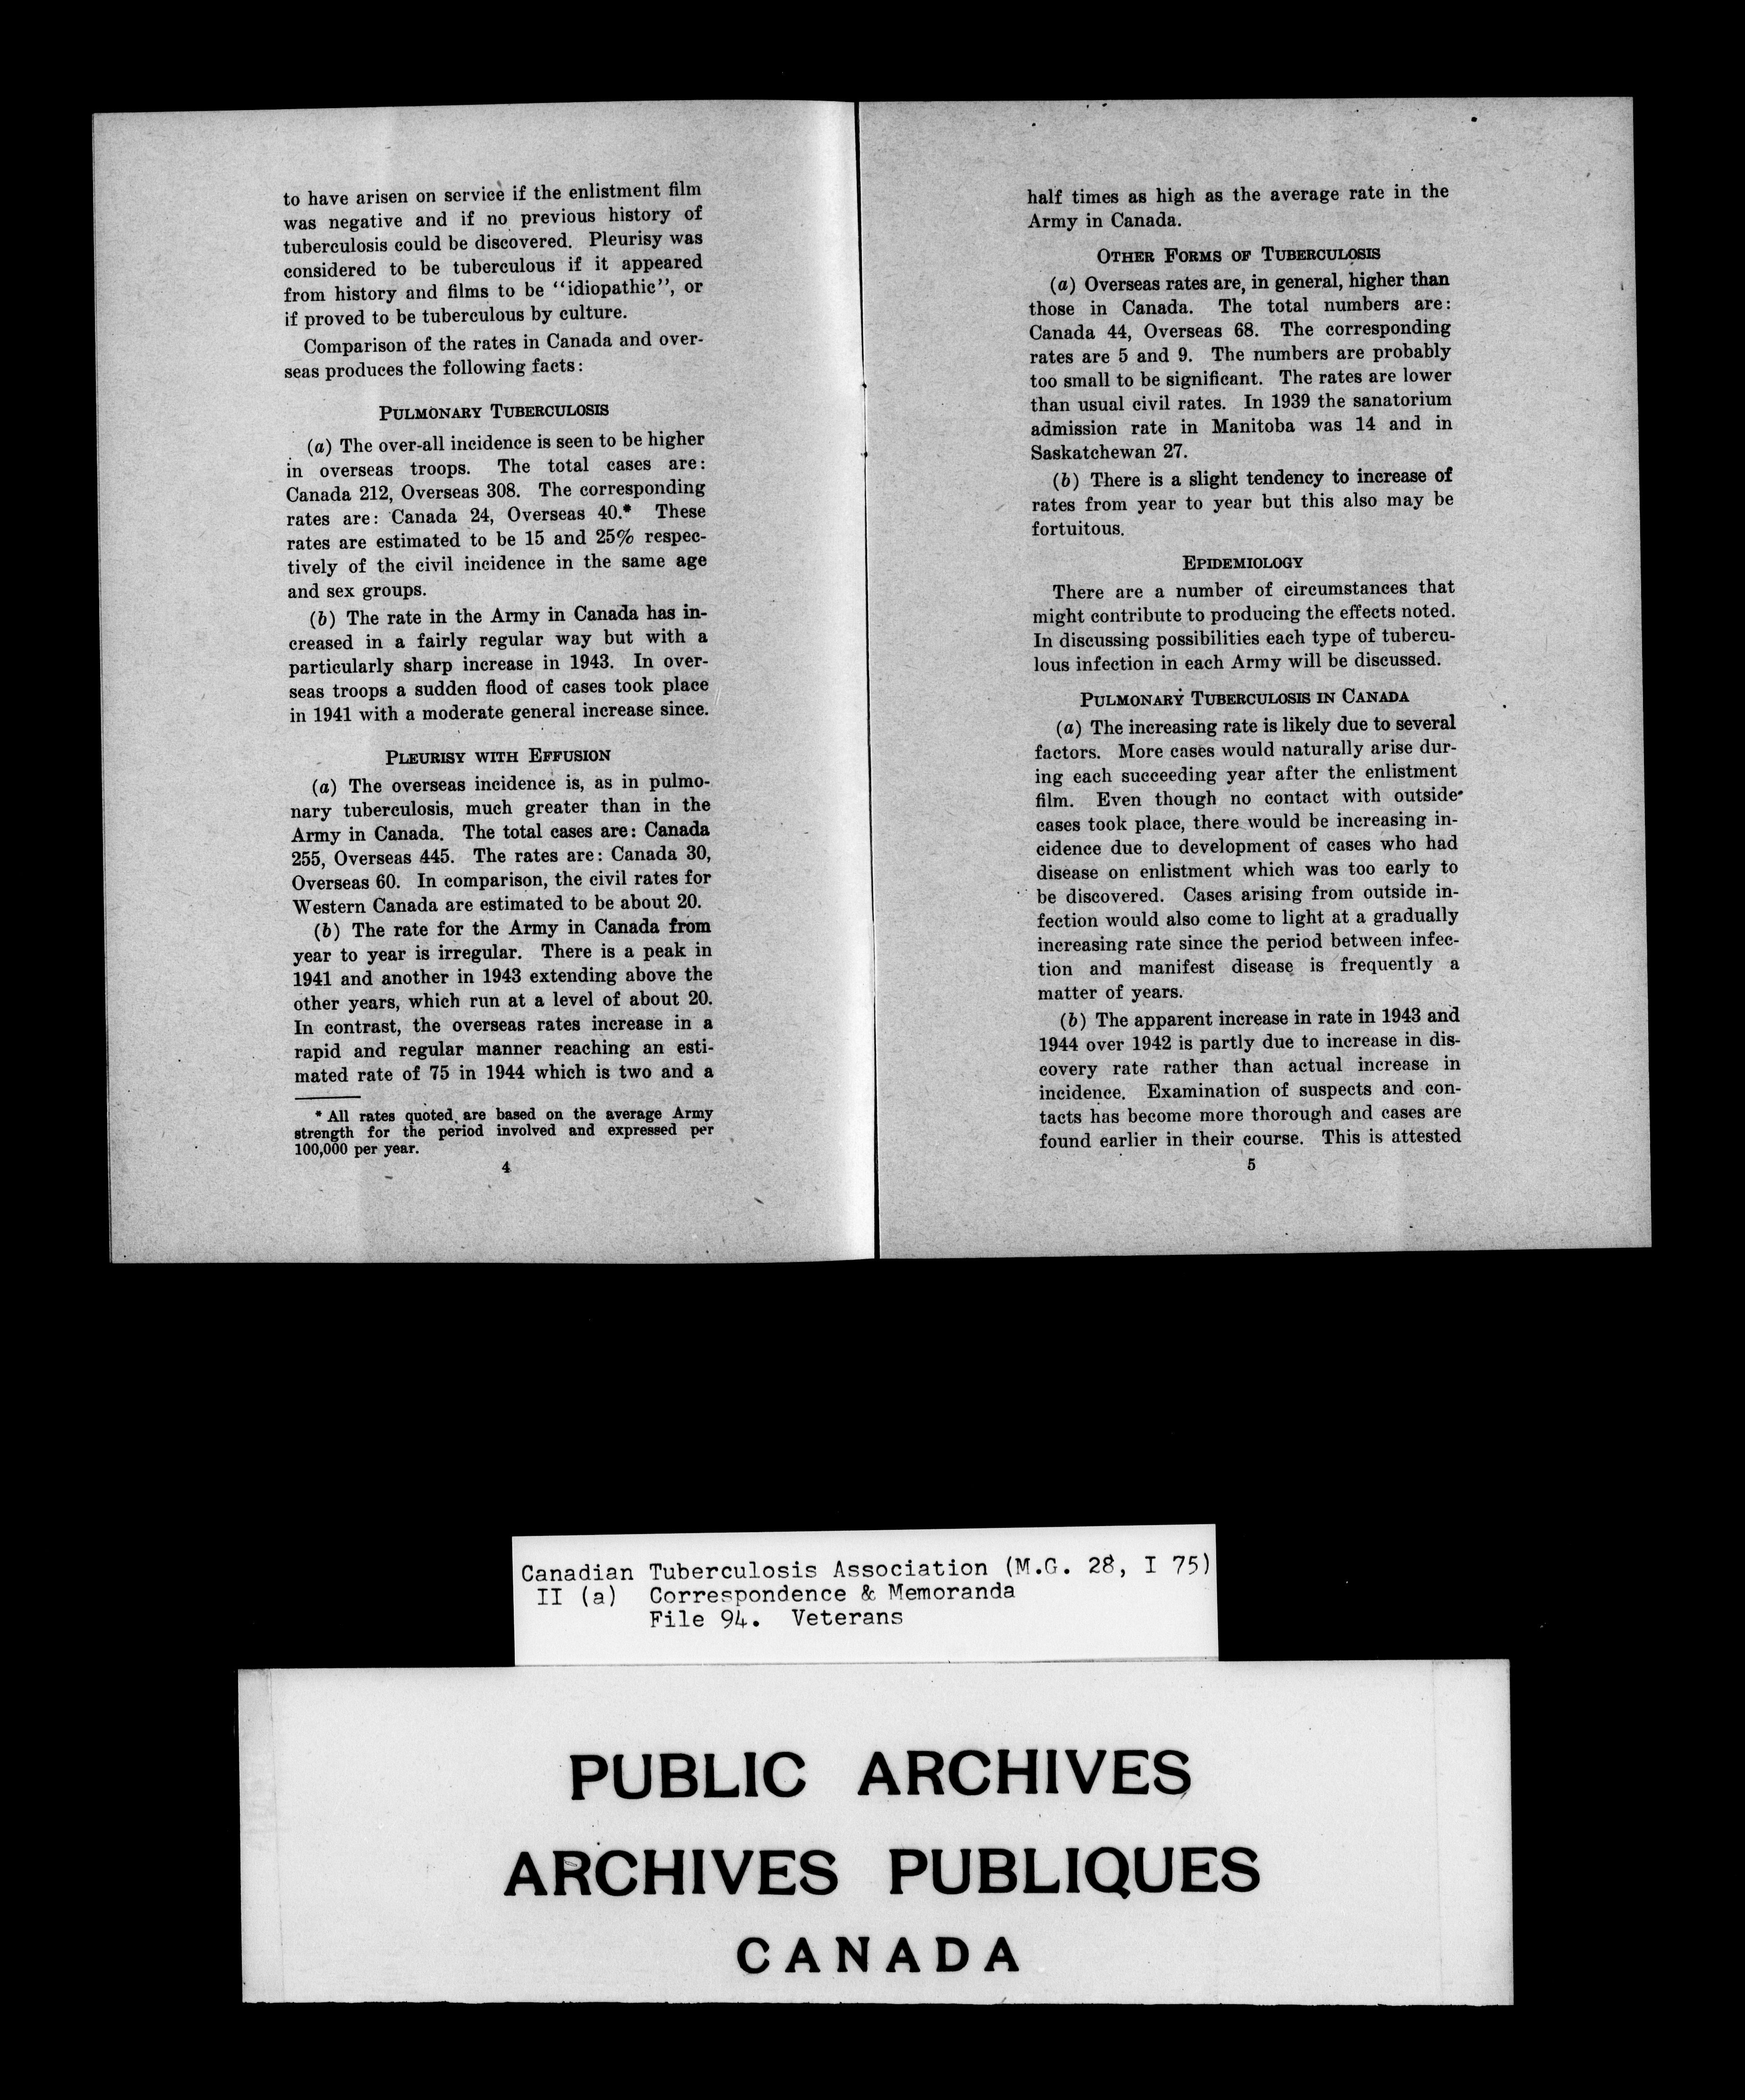 to have arisen on service if the enlistment film
was negative and if no previous history of
tuberculosis could be discovered. Pleurisy was
considered to be tuberculous if it appeared
from history and films to be "idiopathic", or
if proved to be tuberculous by culture.
Comparison of the rates in Canada and over-
seas produces the following facts:
PULMONARY TUBERCULOSIS
(a) The over-all incidence is seen to be higher
in overseas troops. The total cases are:
Canada 212, Overseas 308. The corresponding
rates are: Canada 24, Overseas 40.* These
rates are estimated to be 15 and 25% respec-
tively of the civil incidence in the same age
and sex groups.
(b) The rate in the Army in Canada has in-
creased in a fairly regular way but with a
particularly sharp increase in 1943. In over-
seas troops a sudden flood of cases took place
in 1941 with a moderate general increase since.
PLEURISY WITH EFFUSION
(a) The overseas incidence is, as in pulmo-
nary tuberculosis, much greater than in the
Army in Canada. The total cases are: Canada
255, Overseas 445. The rates are: Canada 30,
Overseas 60. In comparison, the civil rates for
Western Canada are estimated to be about 20.
(b) The rate for the Army in Canada from
year to year is irregular. There is a peak in
1941 and another in 1943 extending above the
other years, which run at a level of about 20.
In contrast, the overseas rates increase in a
rapid and regular manner reaching an esti-
mated rate of 75 in 1944 which is two and a
* All rates quoted are based on the average Army
strength for the period involved and expressed per
100,000 per year.
4
half times as high as the average rate in the
Army in Canada.
OTHER FORMS OF TUBERCULOSIS
(a) Overseas rates are, in general, higher than
those in Canada. The total numbers are:
Canada 44, Overseas 68. The corresponding
rates are 5 and 9. The numbers are probably
too small to be significant. The rates are lower
than usual civil rates. In 1939 the sanatorium
admission rate in Manitoba was 14 and in
Saskatchewan 27.
(b) There is a slight tendency to increase of
rates from year to year but this also may be
fortuitous.
EPIDEMIOLOGY
There are a number of circumstances that
might contribute to producing the effects noted.
In discussing possibilities each type of tubercu-
lous infection in each Army will be discussed.
PULMONARY TUBERCULOSIS IN CANADA
(a) The increasing rate is likely due to several
factors. More cases would naturally arise dur-
ing each succeeding year after the enlistment
film. Even though no contact with outside
cases took place, there would be increasing in-
cidence due to development of cases who had
disease on enlistment which was too early to
be discovered. Cases arising from outside in-
fection would also come to light at a gradually
increasing rate since the period between infec-
tion and manifest disease is frequently a
matter of years.
(b) The apparent increase in rate in 1943 and
1944 over 1942 is partly due to increase in dis-
covery rate rather than actual increase in
incidence. Examination of suspects and con-
tacts has become more thorough and cases are
found earlier in their course. This is attested
5
Canadian Tuberculosis Association (M.G. 28, I 75)
II (a) Correspondence & Memoranda
File 94. Veterans
PUBLIC ARCHIVES
ARCHIVES PUBLIQUES
CANADA